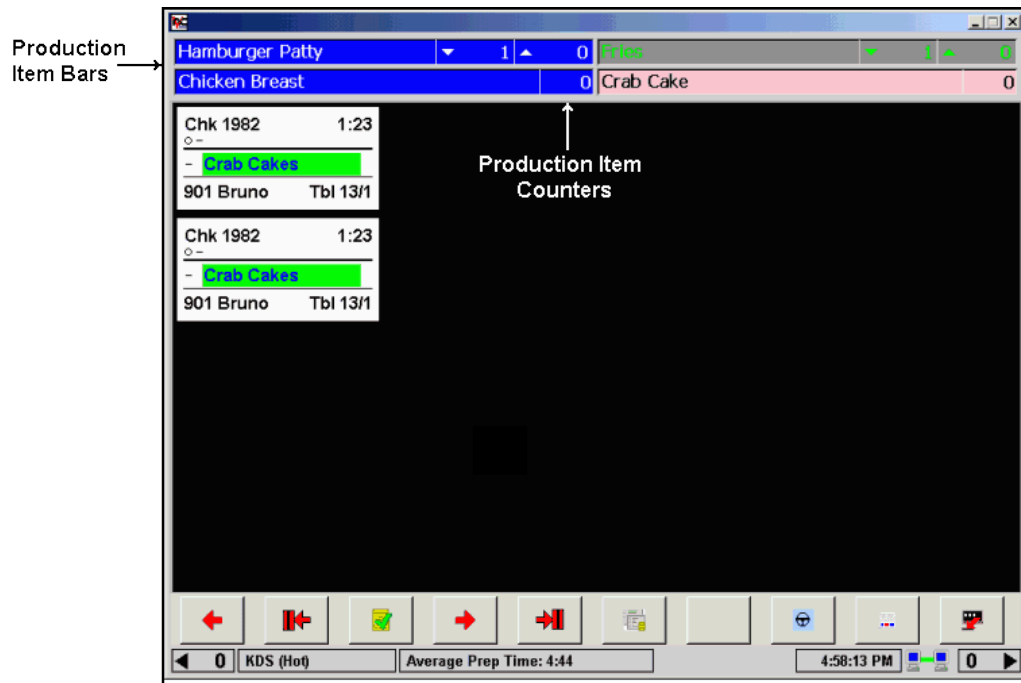 Production
Item Bars
Hamburger Patty 1 0
Fries 1 0
Chicken Breast 0
Crab Cake 0
Chk 1982 1:23
- Crab Cakes
901 Bruno Tbl 13/1
Chk 1982 1:23
- Crab Cakes
901 Bruno Tbl 13/1
Production Item
Counters
0 KDS (Hot) Average Prep Time: 4:44 4:58:13 PM 0